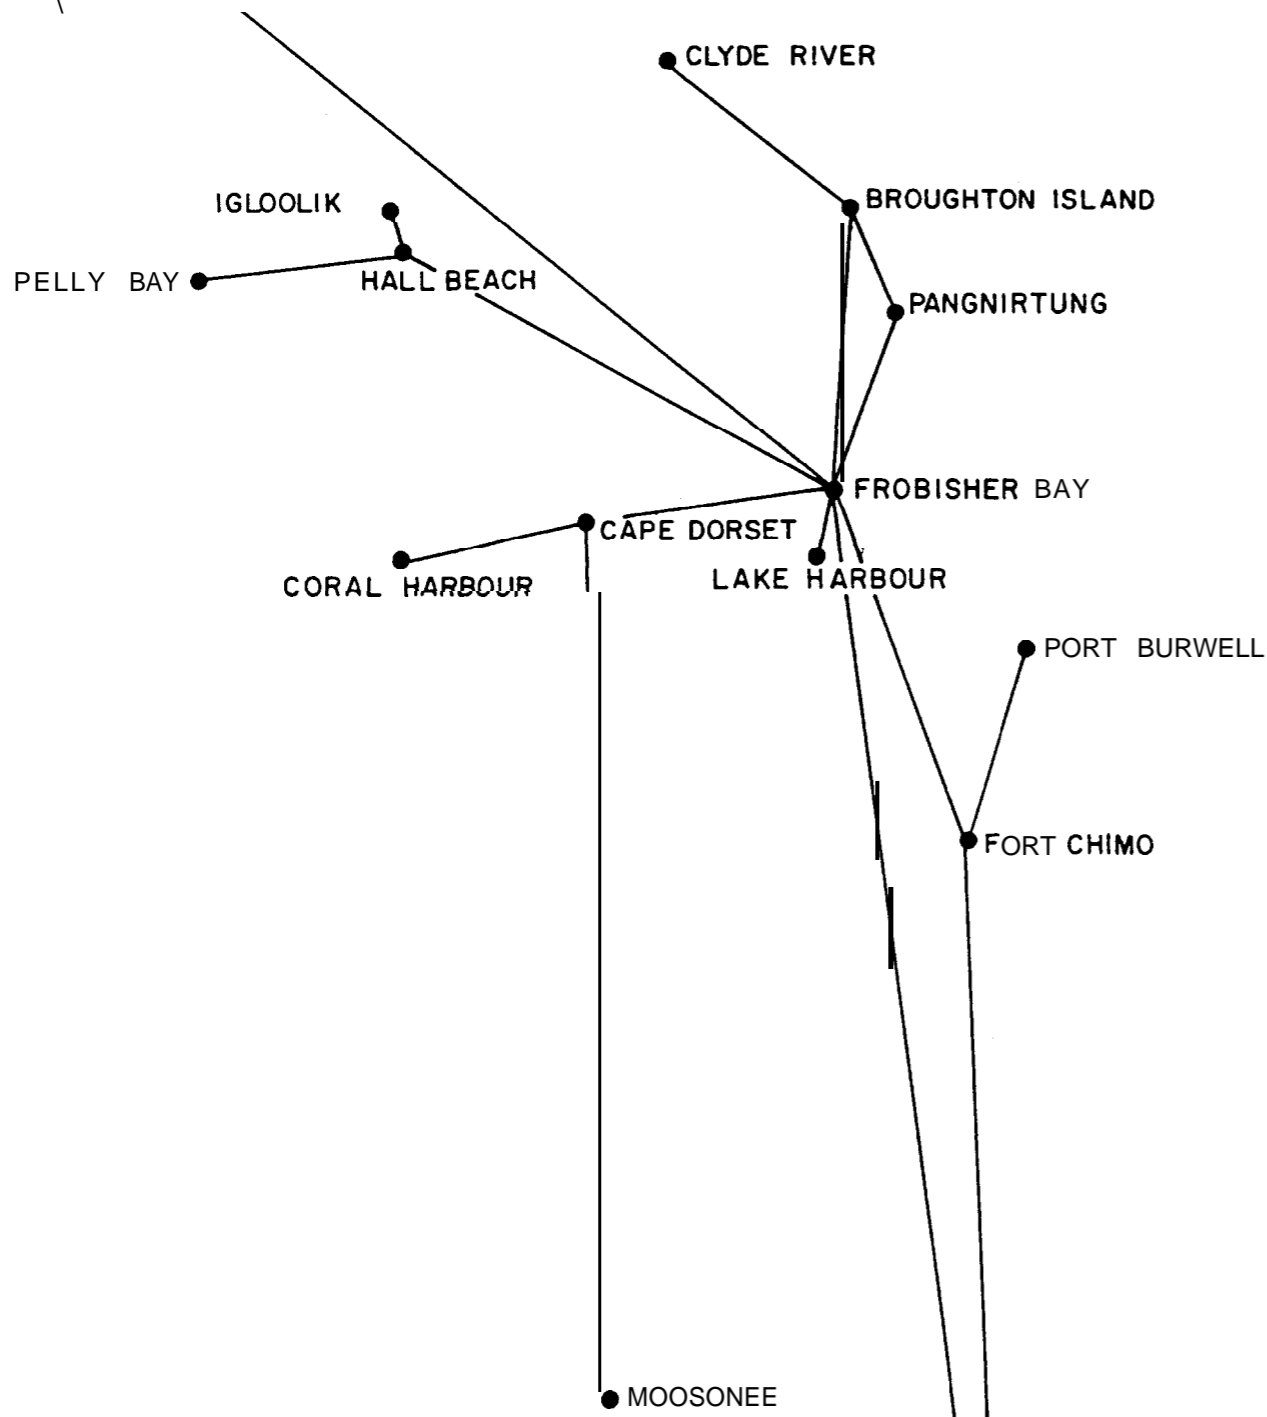 CLYDE RIVER
IGLOOLIK
BROUGHTON ISLAND
PELLY BAY
HALL BEACH
PANGNIRTUNG
FROBISHER BAY
CAPE DORSET
CORAL HARBOUR
LAKE HARBOUR
PORT BURWELL
FORT CHIMO
MOOSONEE